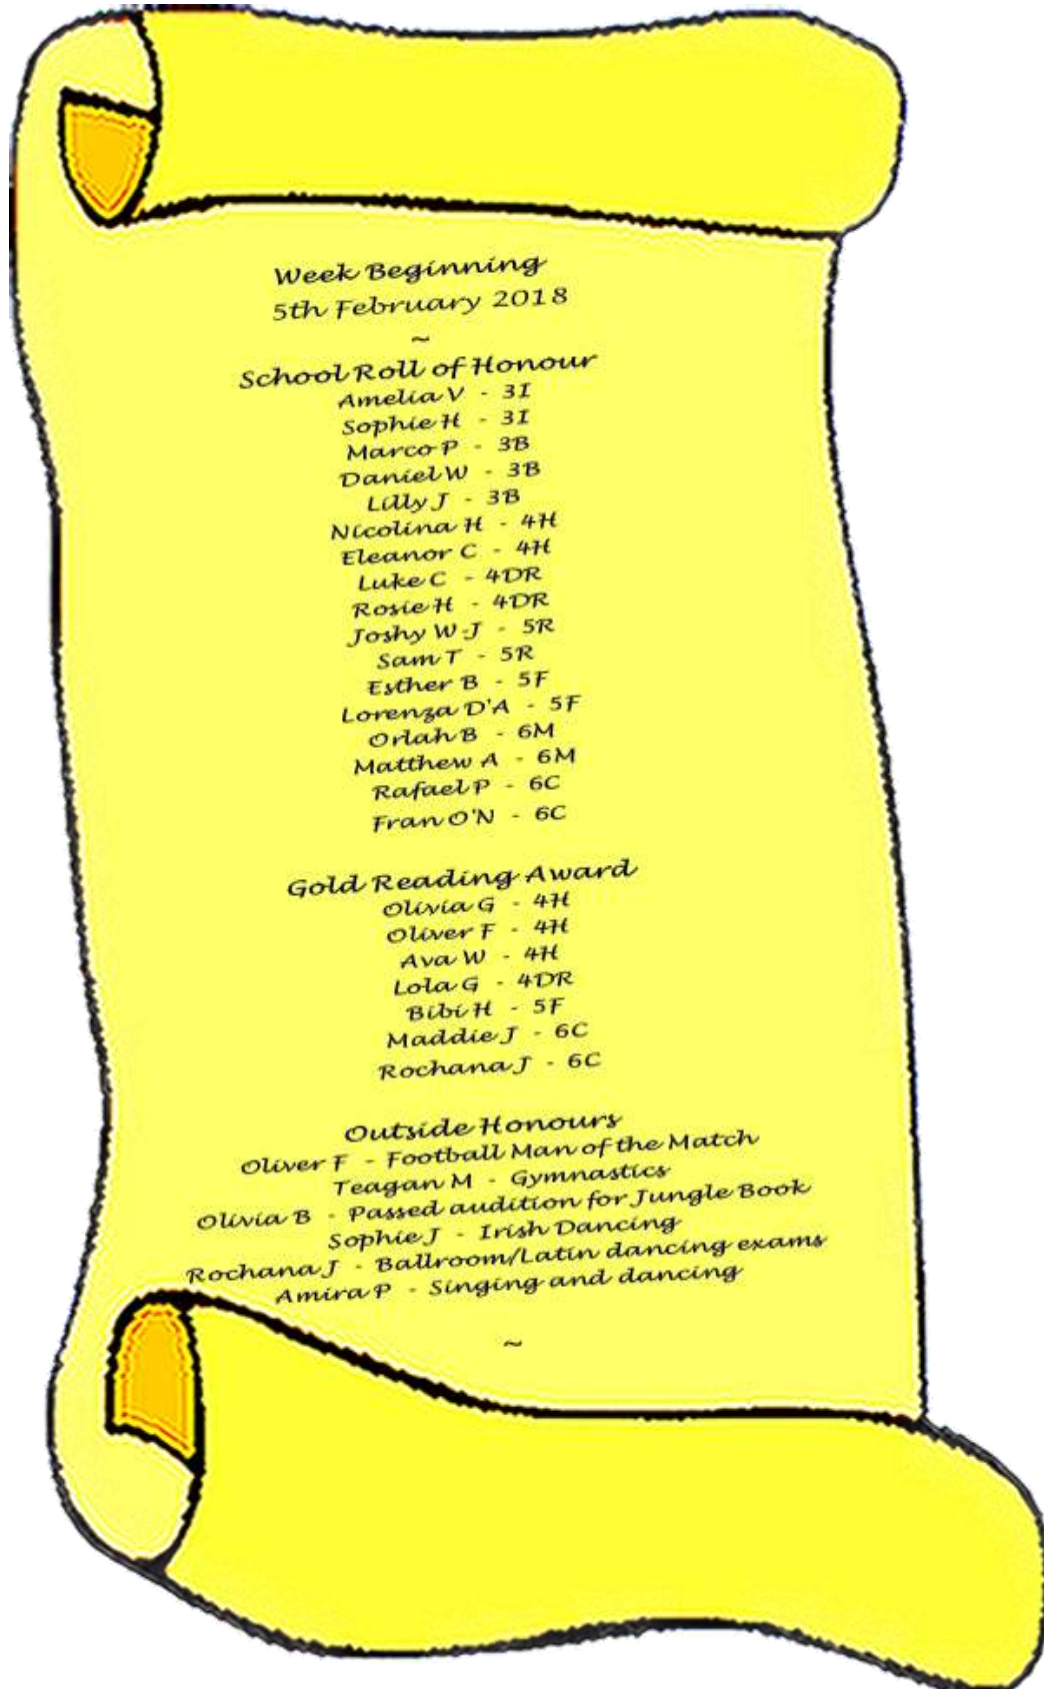 Week Beginning
5th February 2018
~
School Roll of Honour
Amelia V - 3I
Sophie H - 3I
Marco P - 3B
Daniel W - 3B
Lilly J - 3B
Nicolina H - 4H
Eleanor C - 4H
Luke C - 4DR
Rosie H - 4DR
Joshy W-J - 5R
Sam T - 5R
Esther B - 5F
Lorenza D'A - 5F
Orlah B - 6M
Matthew A - 6M
Rafael P - 6C
Fran O'N - 6C
Gold Reading Award
Olivia G - 4H
Oliver F - 4H
Ava W - 4H
Lola G - 4DR
Bibi H - 5F
Maddie J - 6C
Rochana J - 6C
Outside Honours
Oliver F - Football Man of the Match
Teagan M - Gymnastics
Olivia B - Passed audition for Jungle Book
Sophie J - Irish Dancing
Rochana J - Ballroom/Latin dancing exams
Amira P - Singing and dancing
~